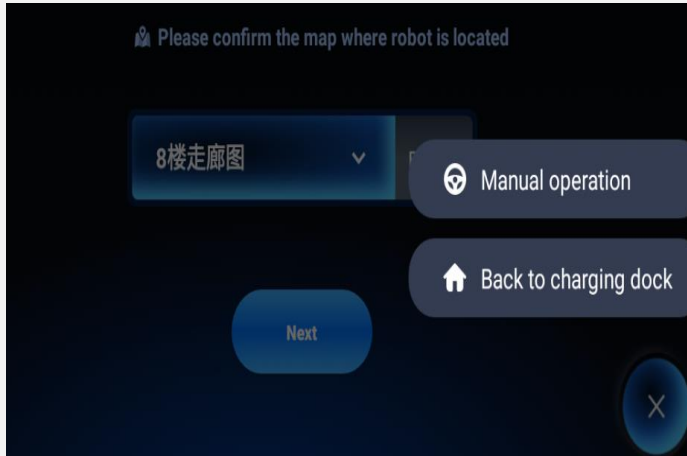 Please confirm the map where robot is located
8楼走廊图
Manual operation
Back to charging dock
Next